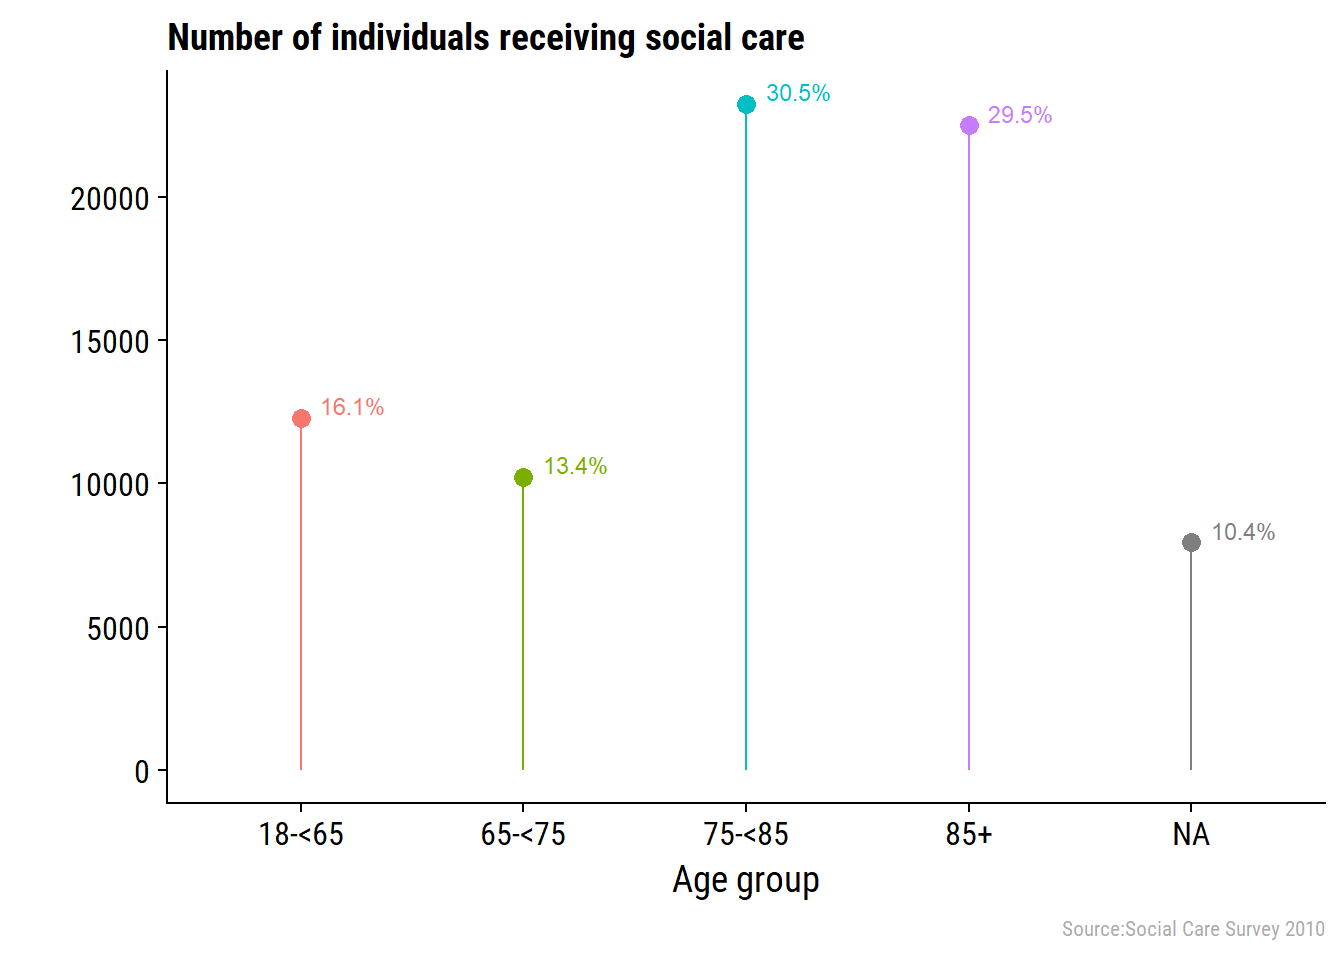 Number of individuals receiving social care
30.5%
29.5%
20000
15000
16.1%
13.4%
10000
10.4%
5000
0
18-<65 65-<75 75-<85 85+ NA
Age group
Source:Social Care Survey 2010